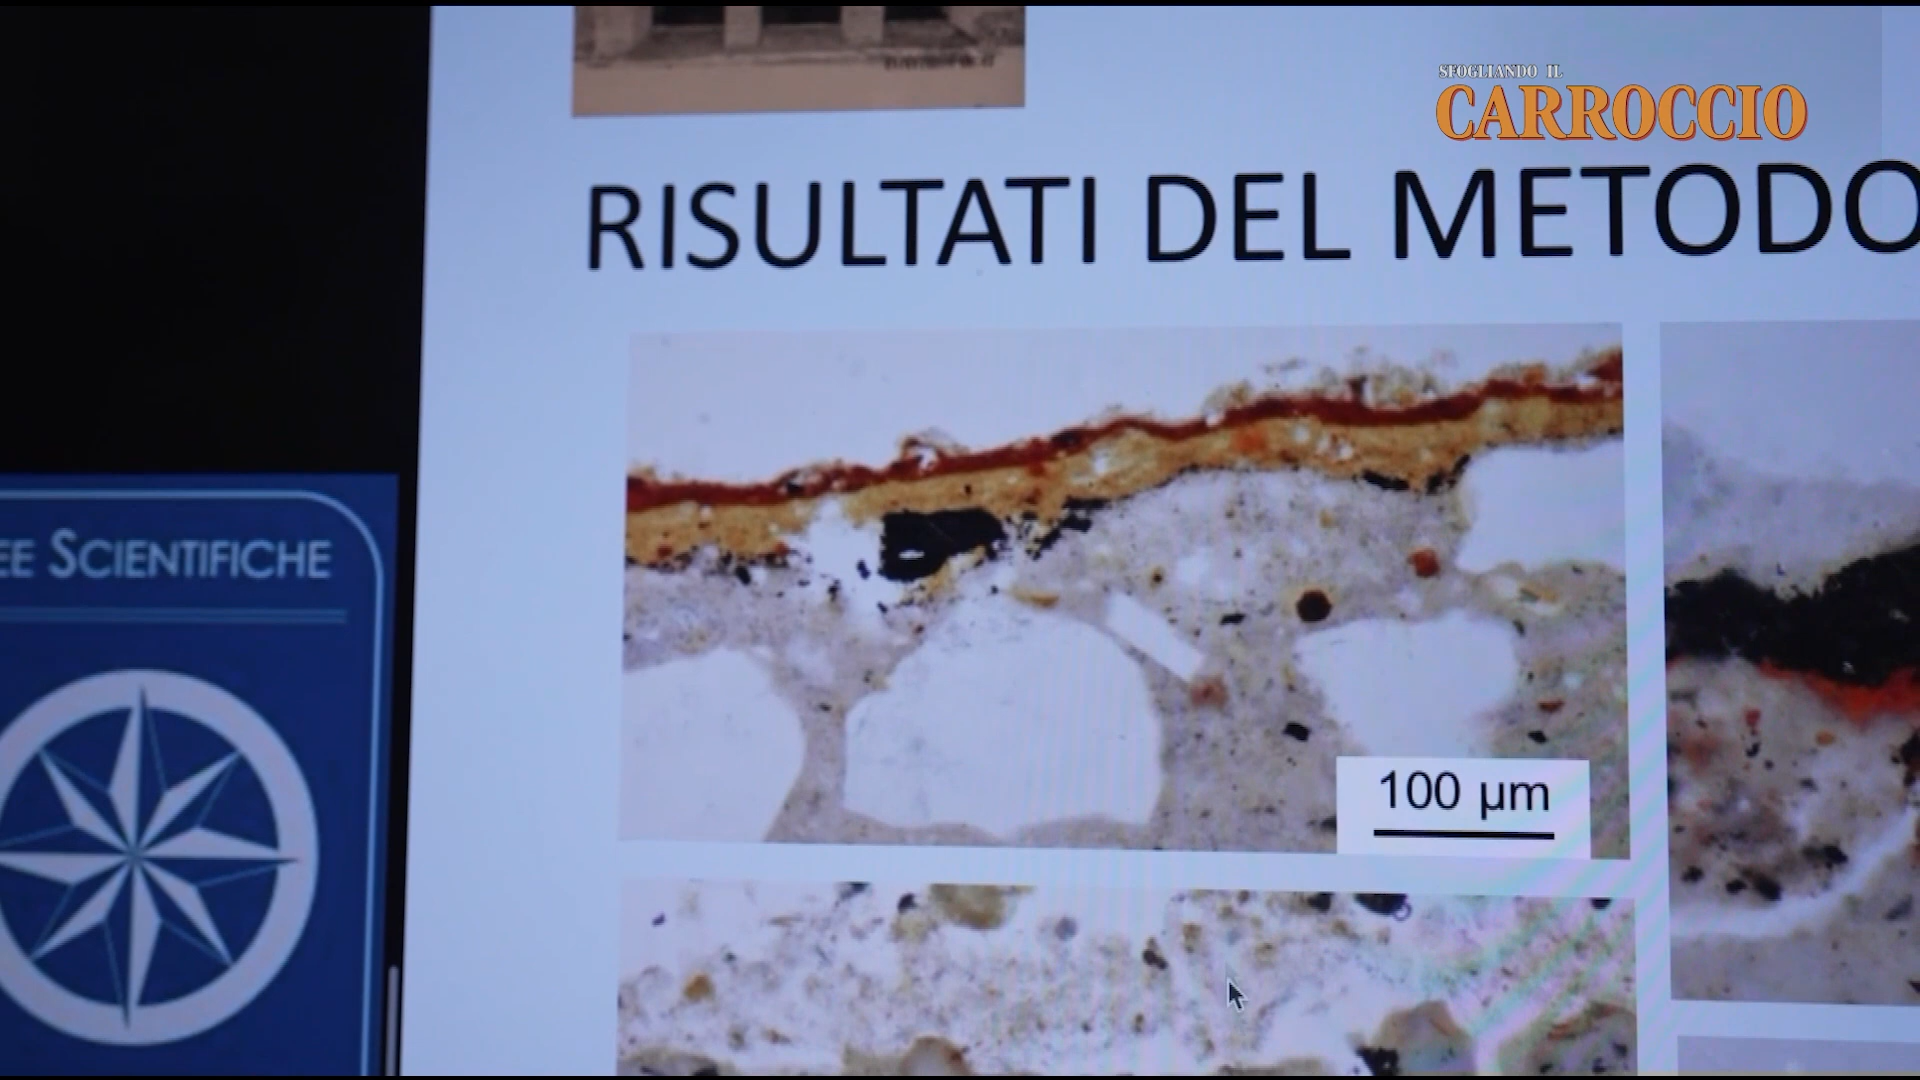 SFOGLIANDO IL
CARROCCIO
RISULTATI DEL METODO
EE SCIENTIFICHE
100 µm